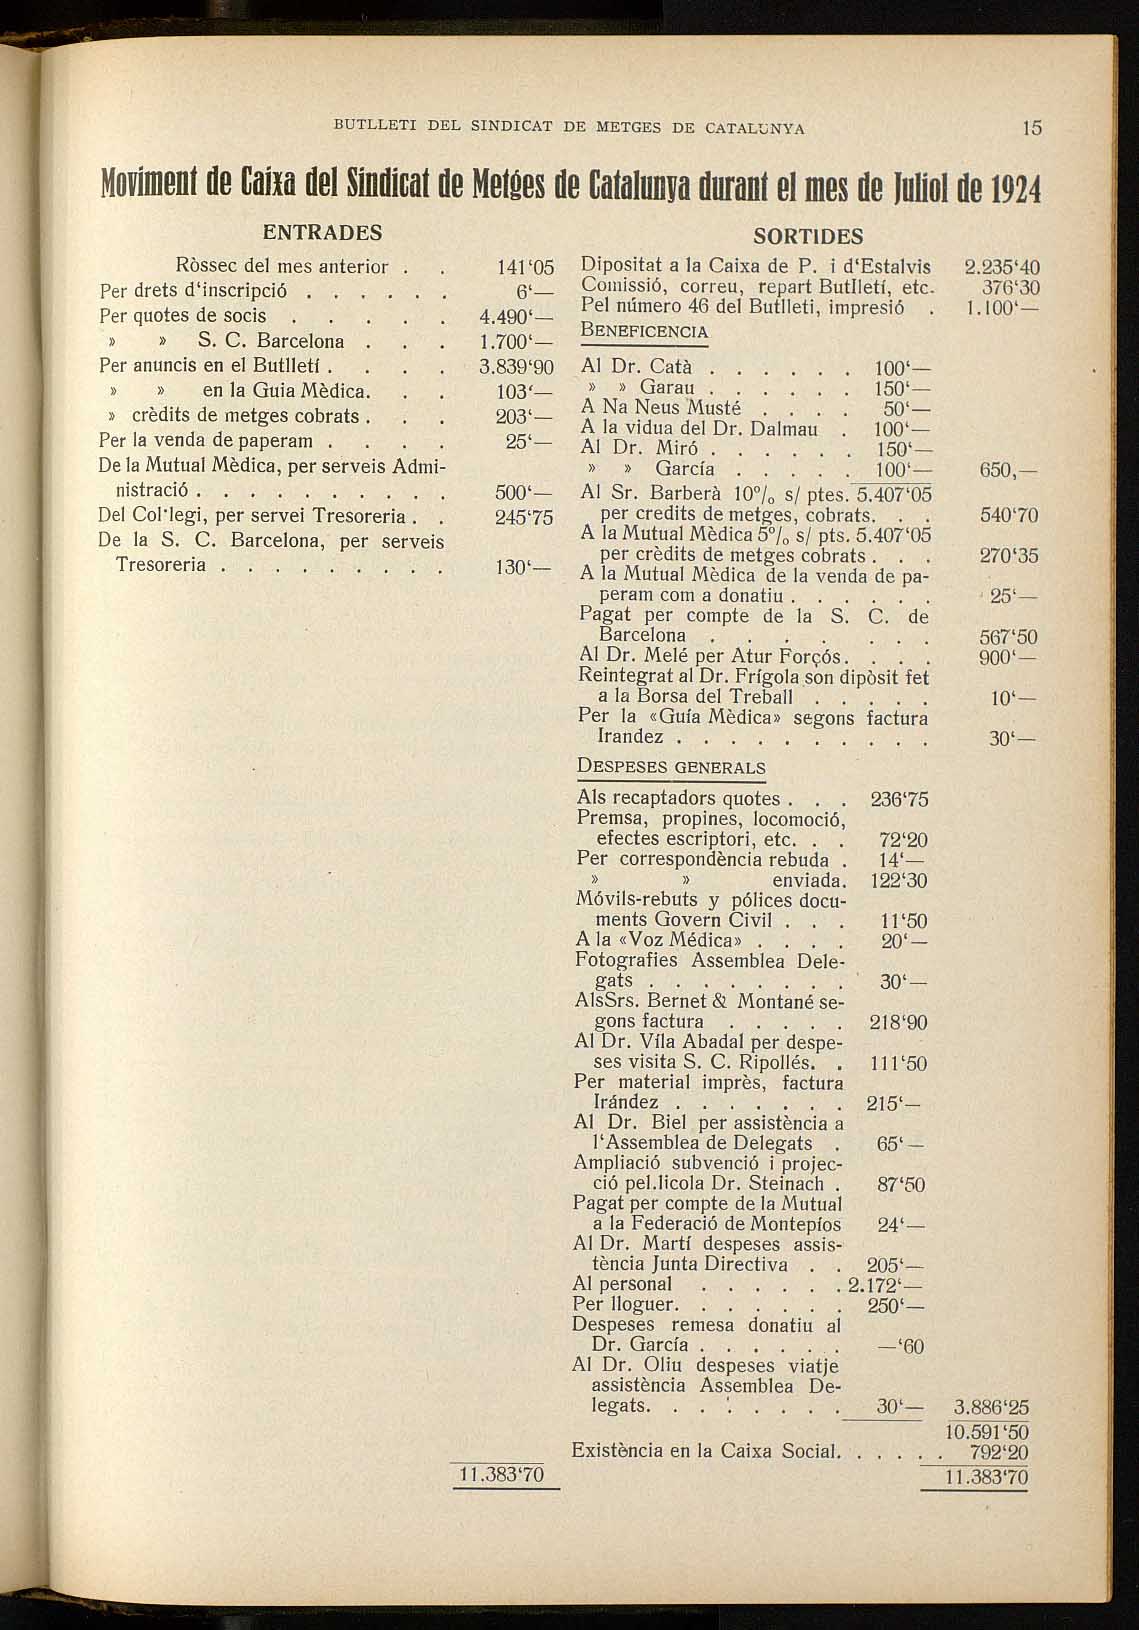 BUTLLETI DEL SINDICAT DE METGES DE CATALUNYA 15
Moviment de Caixa del Sindicat de Metges de Catalunya durant el mes de Juliol de 1924
ENTRADES
Ròssec del mes anterior . . 141‘05
Per drets d‘inscripció . . . . . . 6‘—
Per quotes de socis . . . . . . 4.490‘—
» » S. C. Barcelona . . . 1.700‘—
Per anuncis en el Butlletí . . . . . 3.839‘90
» » en la Guia Mèdica. . . 103‘—
» crèdits de metges cobrats . . . 203‘—
Per la venda de paperam . . . . . 25‘—
De la Mutual Mèdica, per serveis Admi-
nistració . . . . . . . . . . 500‘—
Del Col·legi, per servei Tresoreria . . 245‘75
De la S. C. Barcelona, per serveis
Tresoreria . . . . . . . . . 130‘—
11.383‘70
SORTIDES
Dipositat a la Caixa de P. i d‘Estalvis 2.235‘40
Comissió, correu, repart Butlletí, etc. 376‘30
Pel número 46 del Butlleti, impresió . 1.100‘—
BENEFICENCIA
Al Dr. Catà . . . . . . 100‘—
» » Garau . . . . . . 150‘—
A Na Neus Musté . . . . 50‘—
A la vidua del Dr. Dalmau . 100‘—
Al Dr. Miró . . . . . . 150‘—
» » García . . . . . 100‘— 650,—
Al Sr. Barberà 10% s/ ptes. 5.407‘05
per credits de metges, cobrats. . . 540‘70
A la Mutual Mèdica 5% s/ pts. 5.407‘05
per crèdits de metges cobrats . . . 270‘35
A la Mutual Mèdica de la venda de pa-
peram com a donatiu . . . . . . 25‘—
Pagat per compte de la S. C. de
Barcelona . . . . . . . . 567‘50
Al Dr. Melé per Atur Forçós. . . . 900‘—
Reintegrat al Dr. Frígola son dipòsit fet
a la Borsa del Treball . . . . . 10‘—
Per la «Guía Mèdica» segons factura
Irandez . . . . . . . . . . 30‘—
DESPESES GENERALS
Als recaptadors quotes . . . 236‘75
Premsa, propines, locomoció,
efectes escriptori, etc. . . 72‘20
Per correspondència rebuda . 14‘—
» » enviada. 122‘30
Móvils-rebuts y pólices docu-
ments Govern Civil . . . 11‘50
A la «Voz Médica» . . . . 20‘—
Fotografies Assemblea Dele-
gats . . . . . . . . 30‘—
AlsSrs. Bernet & Montané se-
gons factura . . . . . 218‘90
Al Dr. Vila Abadal per despe-
ses visita S. C. Ripollés. . 111‘50
Per material imprès, factura
Irández . . . . . . . 215‘—
Al Dr. Biel per assistència a
l‘Assemblea de Delegats . 65‘—
Ampliació subvenció i projec-
ció pel.licola Dr. Steinach . 87‘50
Pagat per compte de la Mutual
a la Federació de Montepíos 24‘—
Al Dr. Martí despeses assis-
tència Junta Directiva . . 205‘—
Al personal . . . . . . 2.172‘—
Per lloguer. . . . . . . 250‘—
Despeses remesa donatiu al
Dr. García . . . . . . —‘60
Al Dr. Oliu despeses viatje
assistència Assemblea De-
legats. . . . . . . . 30‘— 3.886‘25
10.591‘50
Existència en la Caixa Social. . . . . . 792‘20
11.383‘70